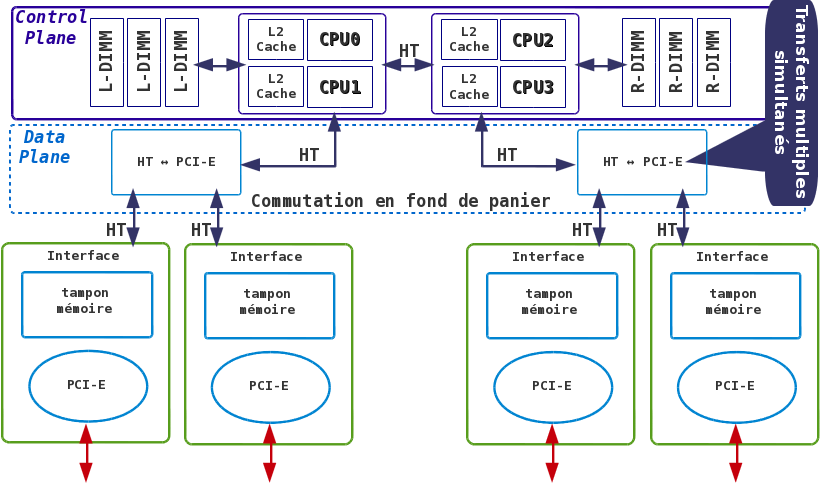 Control
Plane
L-DIMM
L-DIMM
L-DIMM
L2
Cache
CPU0
L2
Cache
CPU1
HT
L2
Cache
CPU2
L2
Cache
CPU3
R-DIMM
R-DIMM
R-DIMM
Transferts multiples
simultanés
Data
Plane
HT ↔ PCI-E
HT
HT
HT ↔ PCI-E
Commutation en fond de panier
HT
HT
HT
HT
Interface
tampon
mémoire
PCI-E
Interface
tampon
mémoire
PCI-E
Interface
tampon
mémoire
PCI-E
Interface
tampon
mémoire
PCI-E